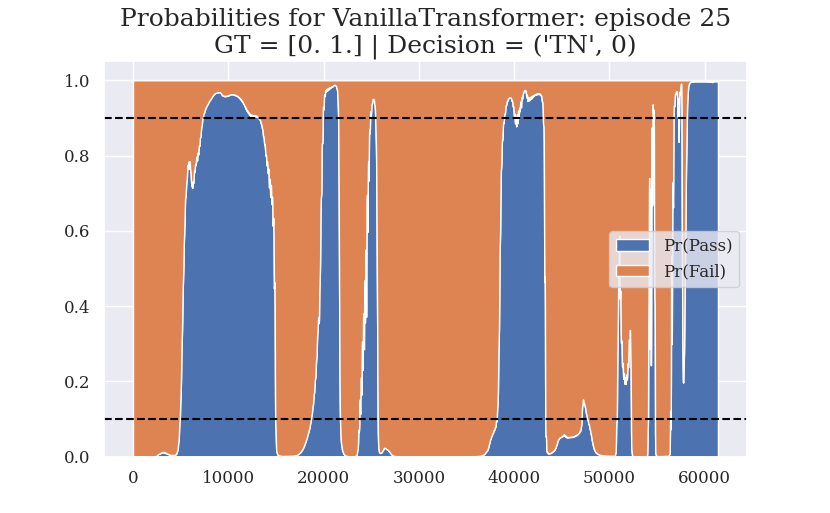 Probabilities for VanillaTransformer: episode 25
GT = [0. 1.] | Decision = ('TN', 0)
1.0
0.8
0.6
0.4
0.2
0.0
Pr(Pass)
Pr(Fail)
0 10000 20000 30000 40000 50000 60000